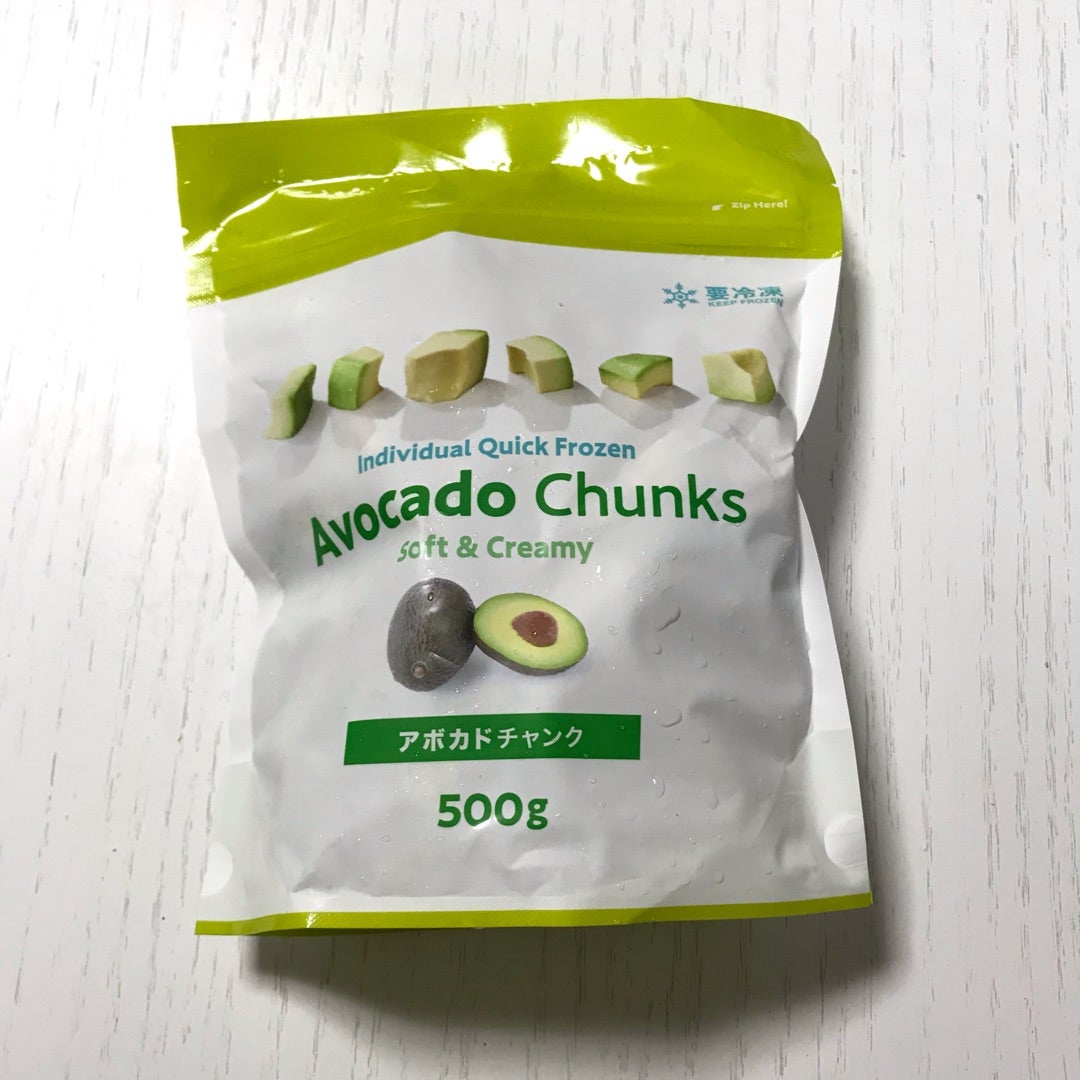 Zip Here!
要冷凍
KEEP FROZEN
Individual Quick Frozen
Avocado Chunks
Soft & Creamy
アボカドチャンク
500g